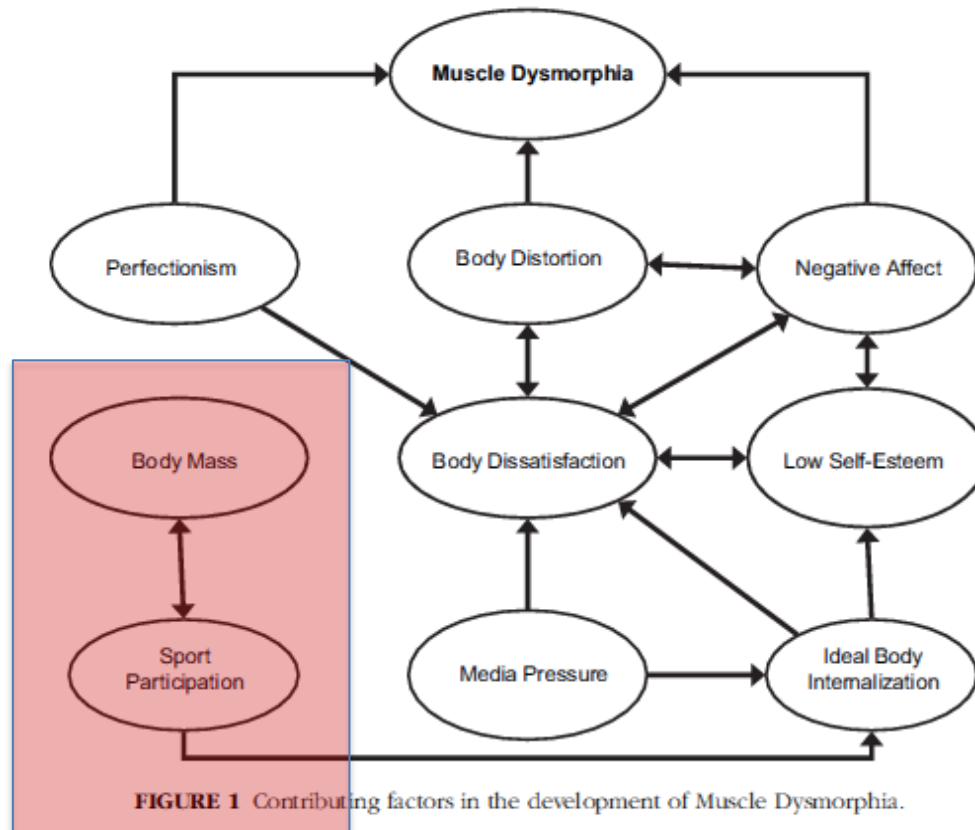 Muscle Dysmorphia
Perfectionism
Body Distortion
Negative Affect
Body Mass
Body Dissatisfaction
Low Self-Esteem
Sport
Participation
Media Pressure
Ideal Body
Internalization
FIGURE 1 Contributing factors in the development of Muscle Dysmorphia.